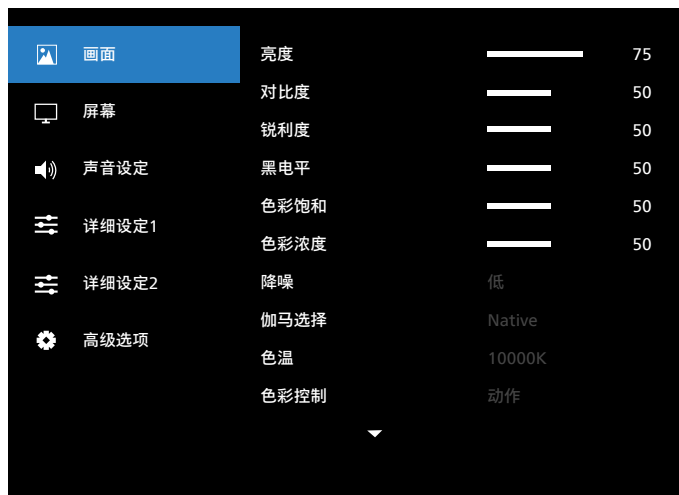 画面
屏幕
声音设定
详细设定1
详细设定2
高级选项
亮度 75
对比度 50
锐利度 50
黑电平 50
色彩饱和 50
色彩浓度 50
降噪 低
伽马选择 Native
色温 10000K
色彩控制 动作